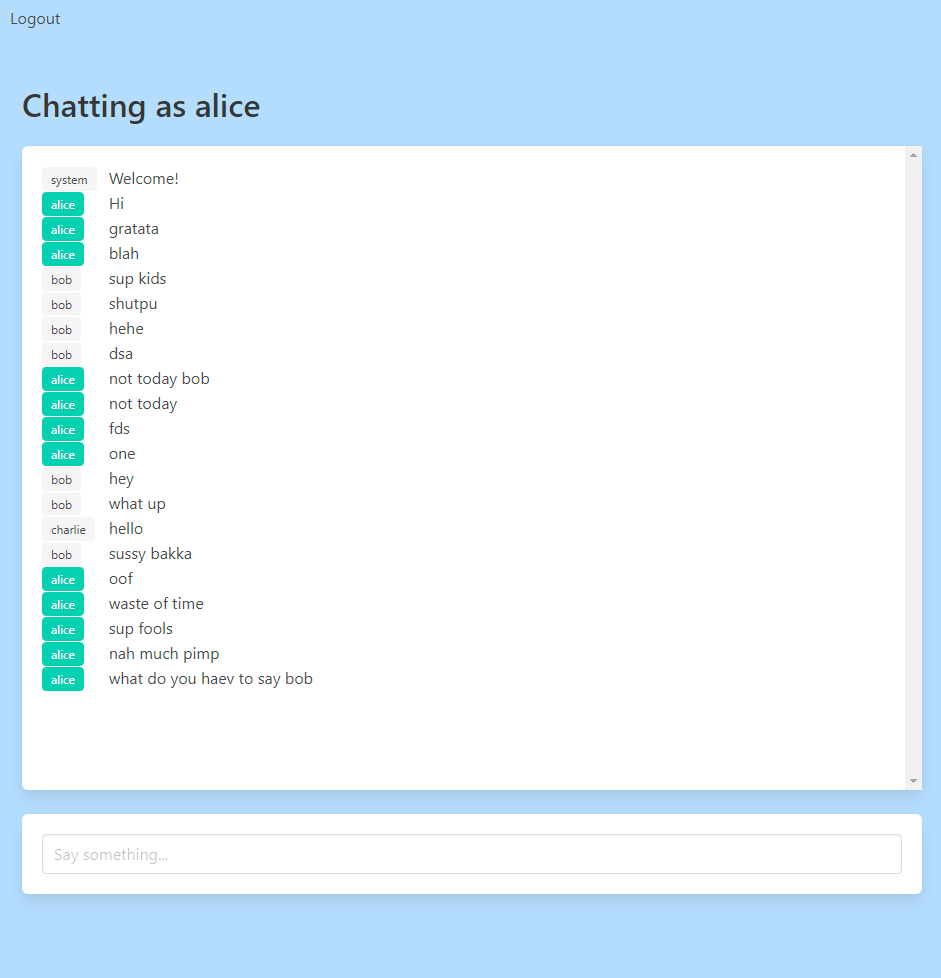 Logout
Chatting as alice
system Welcome!
alice Hi
alice gratata
alice blah
bob sup kids
bob shutpu
bob hehe
bob dsa
alice not today bob
alice not today
alice fds
alice one
bob hey
bob what up
charlie hello
bob sussy bakka
alice oof
alice waste of time
alice sup fools
alice nah much pimp
alice what do you haev to say bob
Say something...